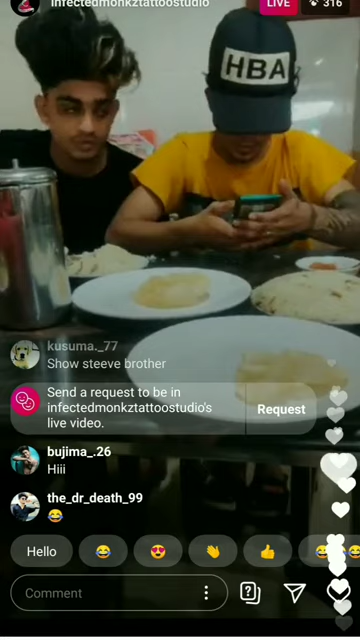 infectedmonkztattoostudio
LIVE
316
HBA
kusuma._77
Show steeve brother
Send a request to be in
infectedmonkztattoostudio's
live video.
Request
bujima_.26
Hiii
the_dr_death_99
😂
Hello 😂 😍 👏 👍 😂
Comment